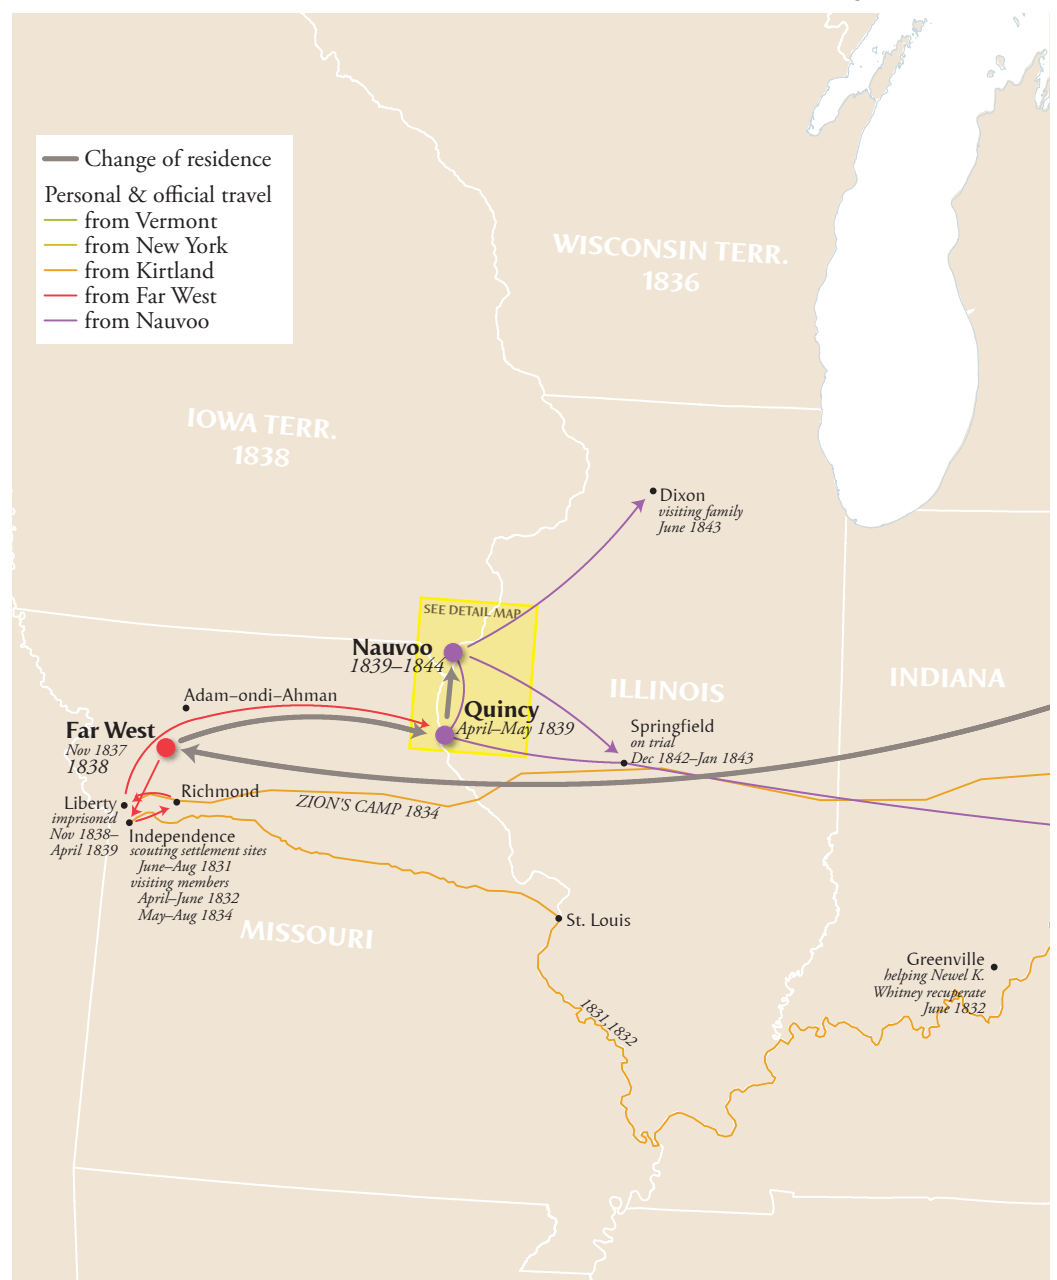 Change of residence
Personal & official travel
from Vermont
from New York
from Kirtland
from Far West
from Nauvoo
WISCONSIN TERR.
1836
IOWA TERR.
1838
Dixon
visiting family
June 1843
SEE DETAIL MAP
Nauvoo
1839–1844
ILLINOIS
INDIANA
Adam–ondi–Ahman
Quincy
April–May 1839
Far West
Nov 1837
1838
Springfield
on trial
Dec 1842–Jan 1843
Richmond
ZION'S CAMP 1834
Liberty
imprisoned
Nov 1838–
April 1839
Independence
scouting settlement sites
June–Aug 1831
visiting members
April–June 1832
May–Aug 1834
MISSOURI
St. Louis
1831, 1832
Greenville
helping Newel K.
Whitney recuperate
June 1832